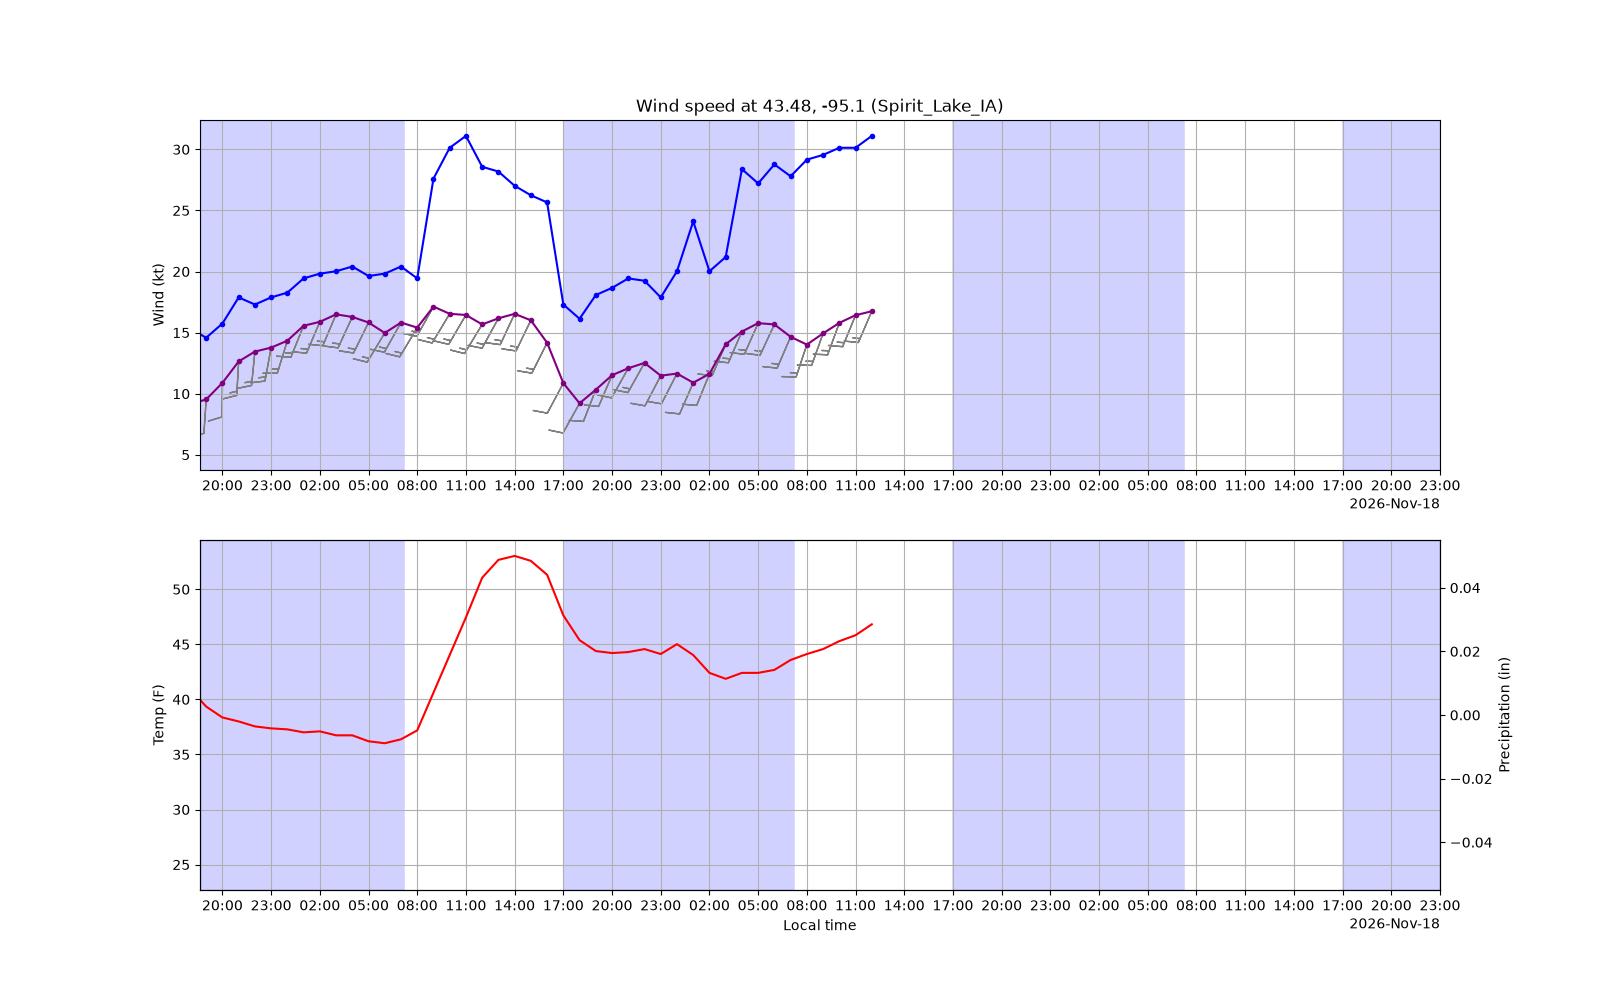 Wind speed at 43.48, -95.1 (Spirit_Lake_IA)
30
25
20
15
10
5
Wind (kt)
20:00 23:00 02:00 05:00 08:00 11:00 14:00 17:00 20:00 23:00 02:00 05:00 08:00 11:00 14:00 17:00 20:00 23:00 02:00 05:00 08:00 11:00 14:00 17:00 20:00 23:00
2026-Nov-18
50
45
40
35
30
25
Temp (F)
0.04
0.02
0.00
−0.02
−0.04
Precipitation (in)
20:00 23:00 02:00 05:00 08:00 11:00 14:00 17:00 20:00 23:00 02:00 05:00 08:00 11:00 14:00 17:00 20:00 23:00 02:00 05:00 08:00 11:00 14:00 17:00 20:00 23:00
Local time
2026-Nov-18